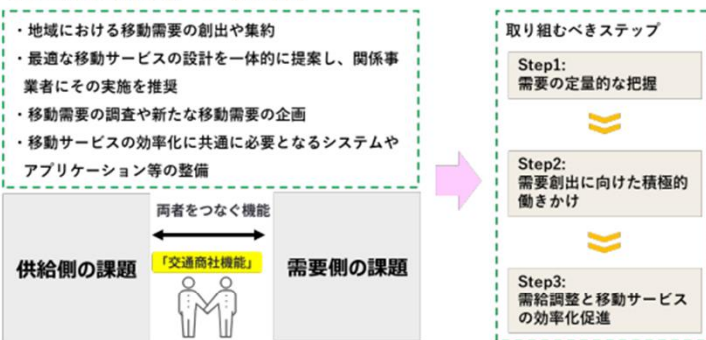 ・地域における移動需要の創出や集約
・最適な移動サービスの設計を一体的に提案し、関係事
業者にその実施を推奨
・移動需要の調査や新たな移動需要の企画
・移動サービスの効率化に共通に必要となるシステムや
アプリケーション等の整備
両者をつなぐ機能
供給側の課題
「交通商社機能」
需要側の課題
取り組むべきステップ
Step1:
需要の定量的な把握
Step2:
需要創出に向けた積極的
働きかけ
Step3:
需給調整と移動サービス
の効率化促進